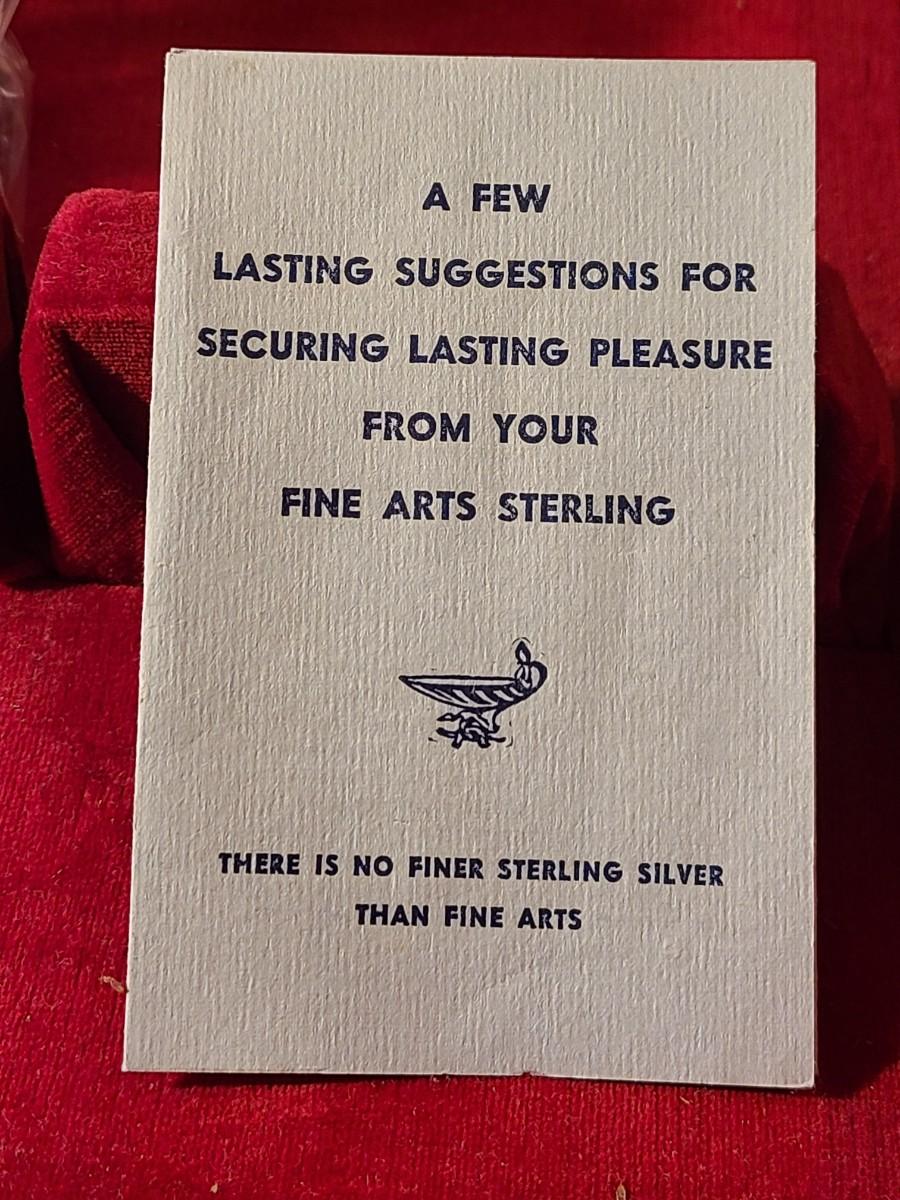 A FEW
LASTING SUGGESTIONS FOR
SECURING LASTING PLEASURE
FROM YOUR
FINE ARTS STERLING
THERE IS NO FINER STERLING SILVER
THAN FINE ARTS